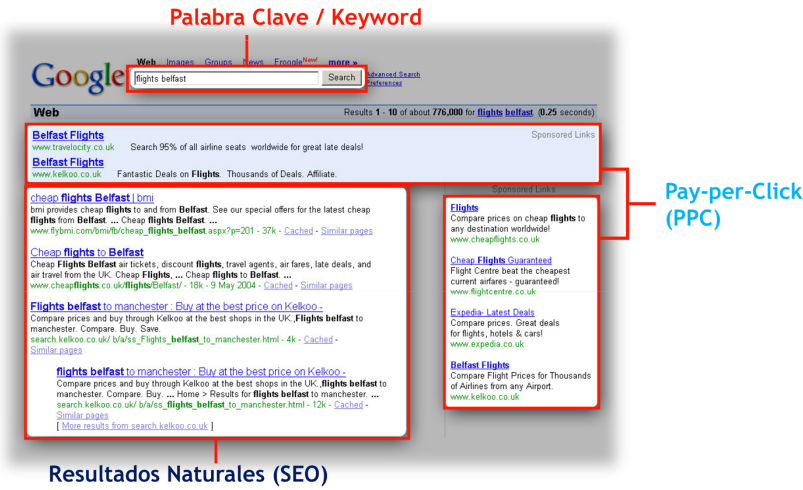 Palabra Clave / Keyword
Google
Web Images Groups News Froogle New! more »
flights belfast Search Advanced Search
Preferences
Web Results 1 - 10 of about 776,000 for flights belfast. (0.25 seconds)
Belfast Flights Sponsored Links
www.travelocity.co.uk Search 95% of all airline seats worldwide for great late deals!
Belfast Flights
www.kelkoo.co.uk Fantastic Deals on Flights. Thousands of Deals. Affiliate.
Pay-per-Click
(PPC)
cheap flights Belfast | bmi
bmi provides cheap flights to and from Belfast. See our special offers for the latest cheap
flights from Belfast. ... Cheap flights Belfast. ...
www.flybmi.com/bmi/fb/cheap_flights_belfast.aspx?p=201 - 37k - Cached - Similar pages
Cheap flights to Belfast
Cheap Flights Belfast air tickets, discount flights, travel agents, air fares, late deals, and
air travel from the UK. Cheap Flights, ... Cheap flights to Belfast. ...
www.cheapflights.co.uk/flights/Belfast/ - 18k - 9 May 2004 - Cached - Similar pages
Flights belfast to manchester : Buy at the best price on Kelkoo -
Compare prices and buy through Kelkoo at the best shops in the UK.,Flights belfast to
manchester. Compare. Buy. Save.
search.kelkoo.co.uk/ b/a/ss_Flights_belfast_to_manchester.html - 4k - Cached -
Similar pages
flights belfast to manchester : Buy at the best price on Kelkoo -
Compare prices and buy through Kelkoo at the best shops in the UK.,flights belfast to
manchester. Compare. Buy. ... Home > Results for flights belfast to manchester. ...
search.kelkoo.co.uk/ b/a/ss_flights_belfast_to_manchester.html - 12k - Cached -
Similar pages
[ More results from search.kelkoo.co.uk ]
Sponsored Links
Flights
Compare prices on cheap flights to
any destination worldwide!
www.cheapflights.co.uk
Cheap Flights Guaranteed
Flight Centre beat the cheapest
current airfares - guaranteed!
www.flightcentre.co.uk
Expedia- Latest Deals
Compare prices. Great deals
for flights, hotels & cars!
www.expedia.co.uk
Belfast Flights
Compare Flight Prices for Thousands
of Airlines from any Airport.
www.kelkoo.co.uk
Resultados Naturales (SEO)